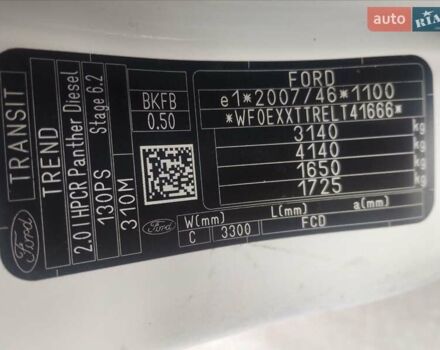 auto RIA
Ford
TRANSIT
TREND
2.0 l HPCR Panther Diesel
130PS Stage 6.2
310M
BKFB
0.50
Ford
FORD
e1*2007/46*1100
*WF0EXXTTRELT41666*
3140 kg
4140 kg
1650 kg
1725 kg
W(mm) L(mm) a(mm)
C 3300 FCD